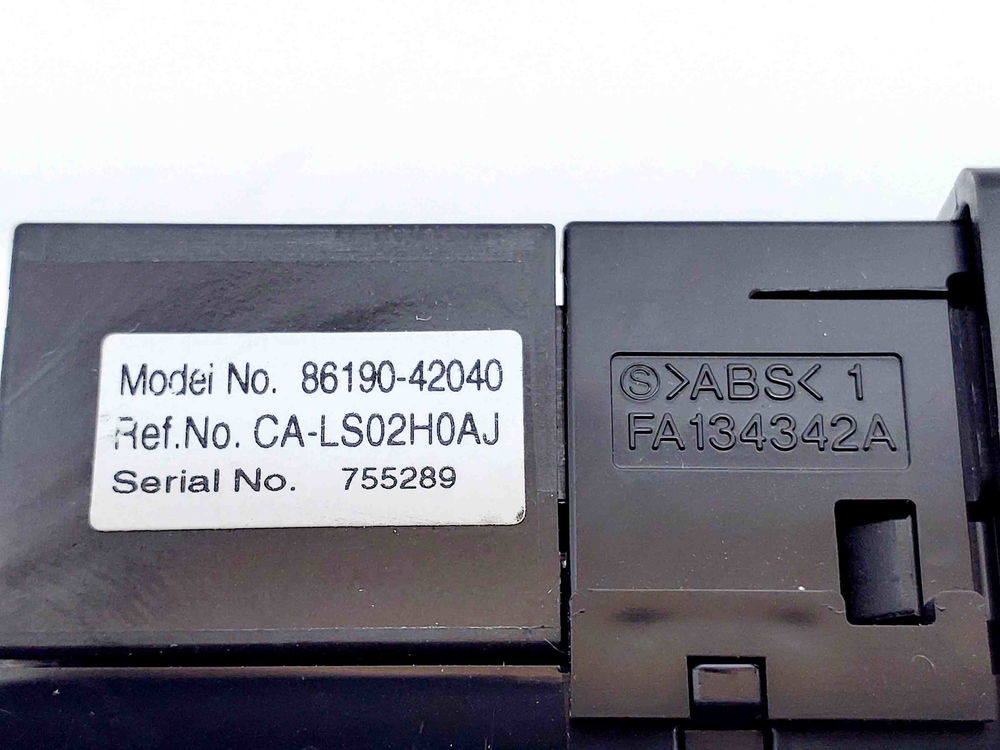 Model No. 86190-42040
Ref.No. CA-LS02H0AJ
Serial No. 755289
Ⓢ>ABS< 1
FA134342A